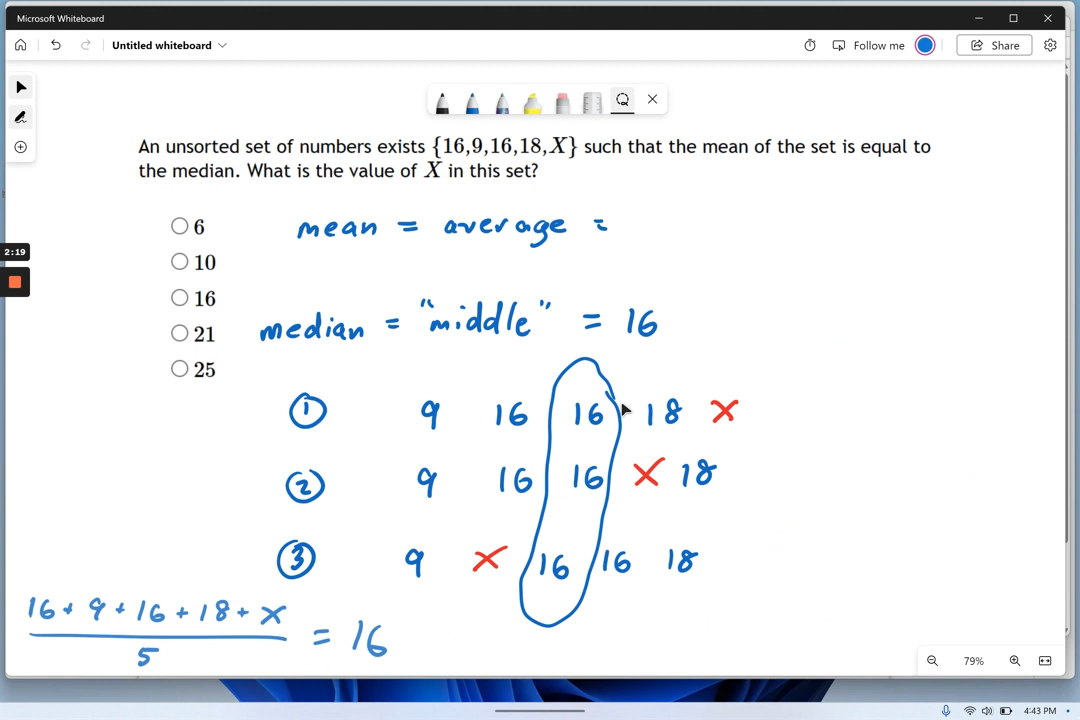 Microsoft Whiteboard
Untitled whiteboard
Follow me
Share
An unsorted set of numbers exists {16,9,16,18,X} such that the mean of the set is equal to
the median. What is the value of X in this set?
6
10
16
21
25
mean = average =
median = "middle" = 16
① 9 16 16 18 X
② 9 16 16 X 18
③ 9 X 16 16 18
16 + 9 + 16 + 18 + X
5
= 16
2:19
79%
4:43 PM